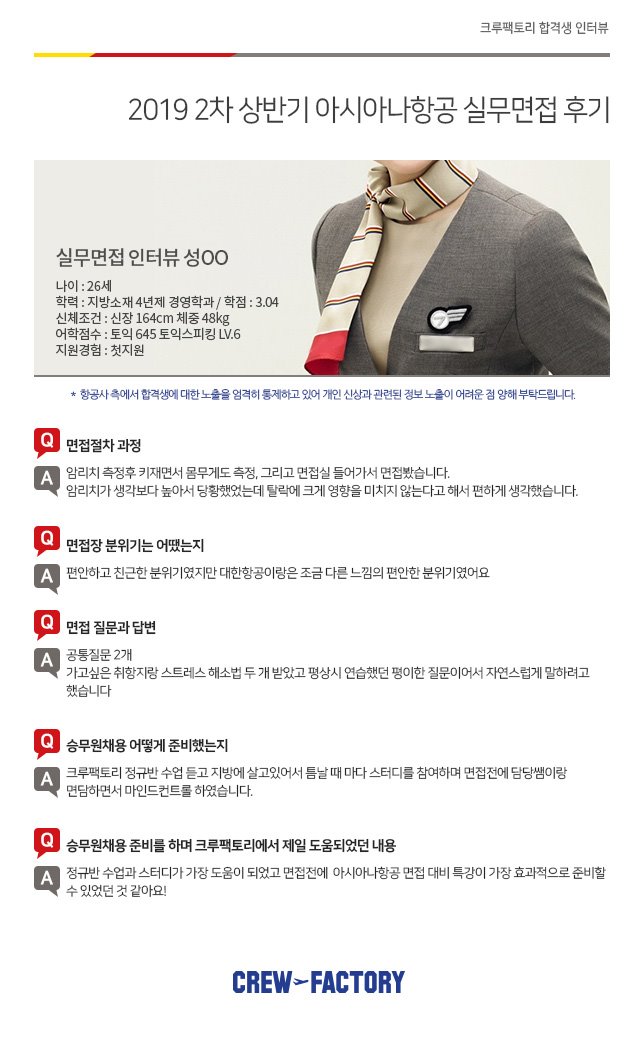 크루팩토리 합격생 인터뷰
2019 2차 상반기 아시아나항공 실무면접 후기
실무면접 인터뷰 성OO
나이 : 26세
학력 : 지방소재 4년제 경영학과 / 학점 : 3.04
신체조건 : 신장 164cm 체중 48kg
어학점수 : 토익 645 토익스피킹 LV.6
지원경험 : 첫지원
* 항공사 측에서 합격생에 대한 노출을 엄격히 통제하고 있어 개인 신상과 관련된 정보 노출이 어려운 점 양해 부탁드립니다.
Q 면접절차 과정
A 암리치 측정후 키재면서 몸무게도 측정, 그리고 면접실 들어가서 면접봤습니다.
암리치가 생각보다 높아서 당황했었는데 탈락에 크게 영향을 미치지 않는다고 해서 편하게 생각했습니다.
Q 면접장 분위기는 어땠는지
A 편안하고 친근한 분위기였지만 대한항공이랑은 조금 다른 느낌의 편안한 분위기였어요
Q 면접 질문과 답변
A 공통질문 2개
가고싶은 취항지랑 스트레스 해소법 두 개 받았고 평상시 연습했던 평이한 질문이어서 자연스럽게 말하려고
했습니다
Q 승무원채용 어떻게 준비했는지
A 크루팩토리 정규반 수업 듣고 지방에 살고있어서 틈날 때 마다 스터디를 참여하며 면접전에 담당쌤이랑
면담하면서 마인드컨트롤 하였습니다.
Q 승무원채용 준비를 하며 크루팩토리에서 제일 도움되었던 내용
A 정규반 수업과 스터디가 가장 도움이 되었고 면접전에 아시아나항공 면접 대비 특강이 가장 효과적으로 준비할
수 있었던 것 같아요!
CREW FACTORY